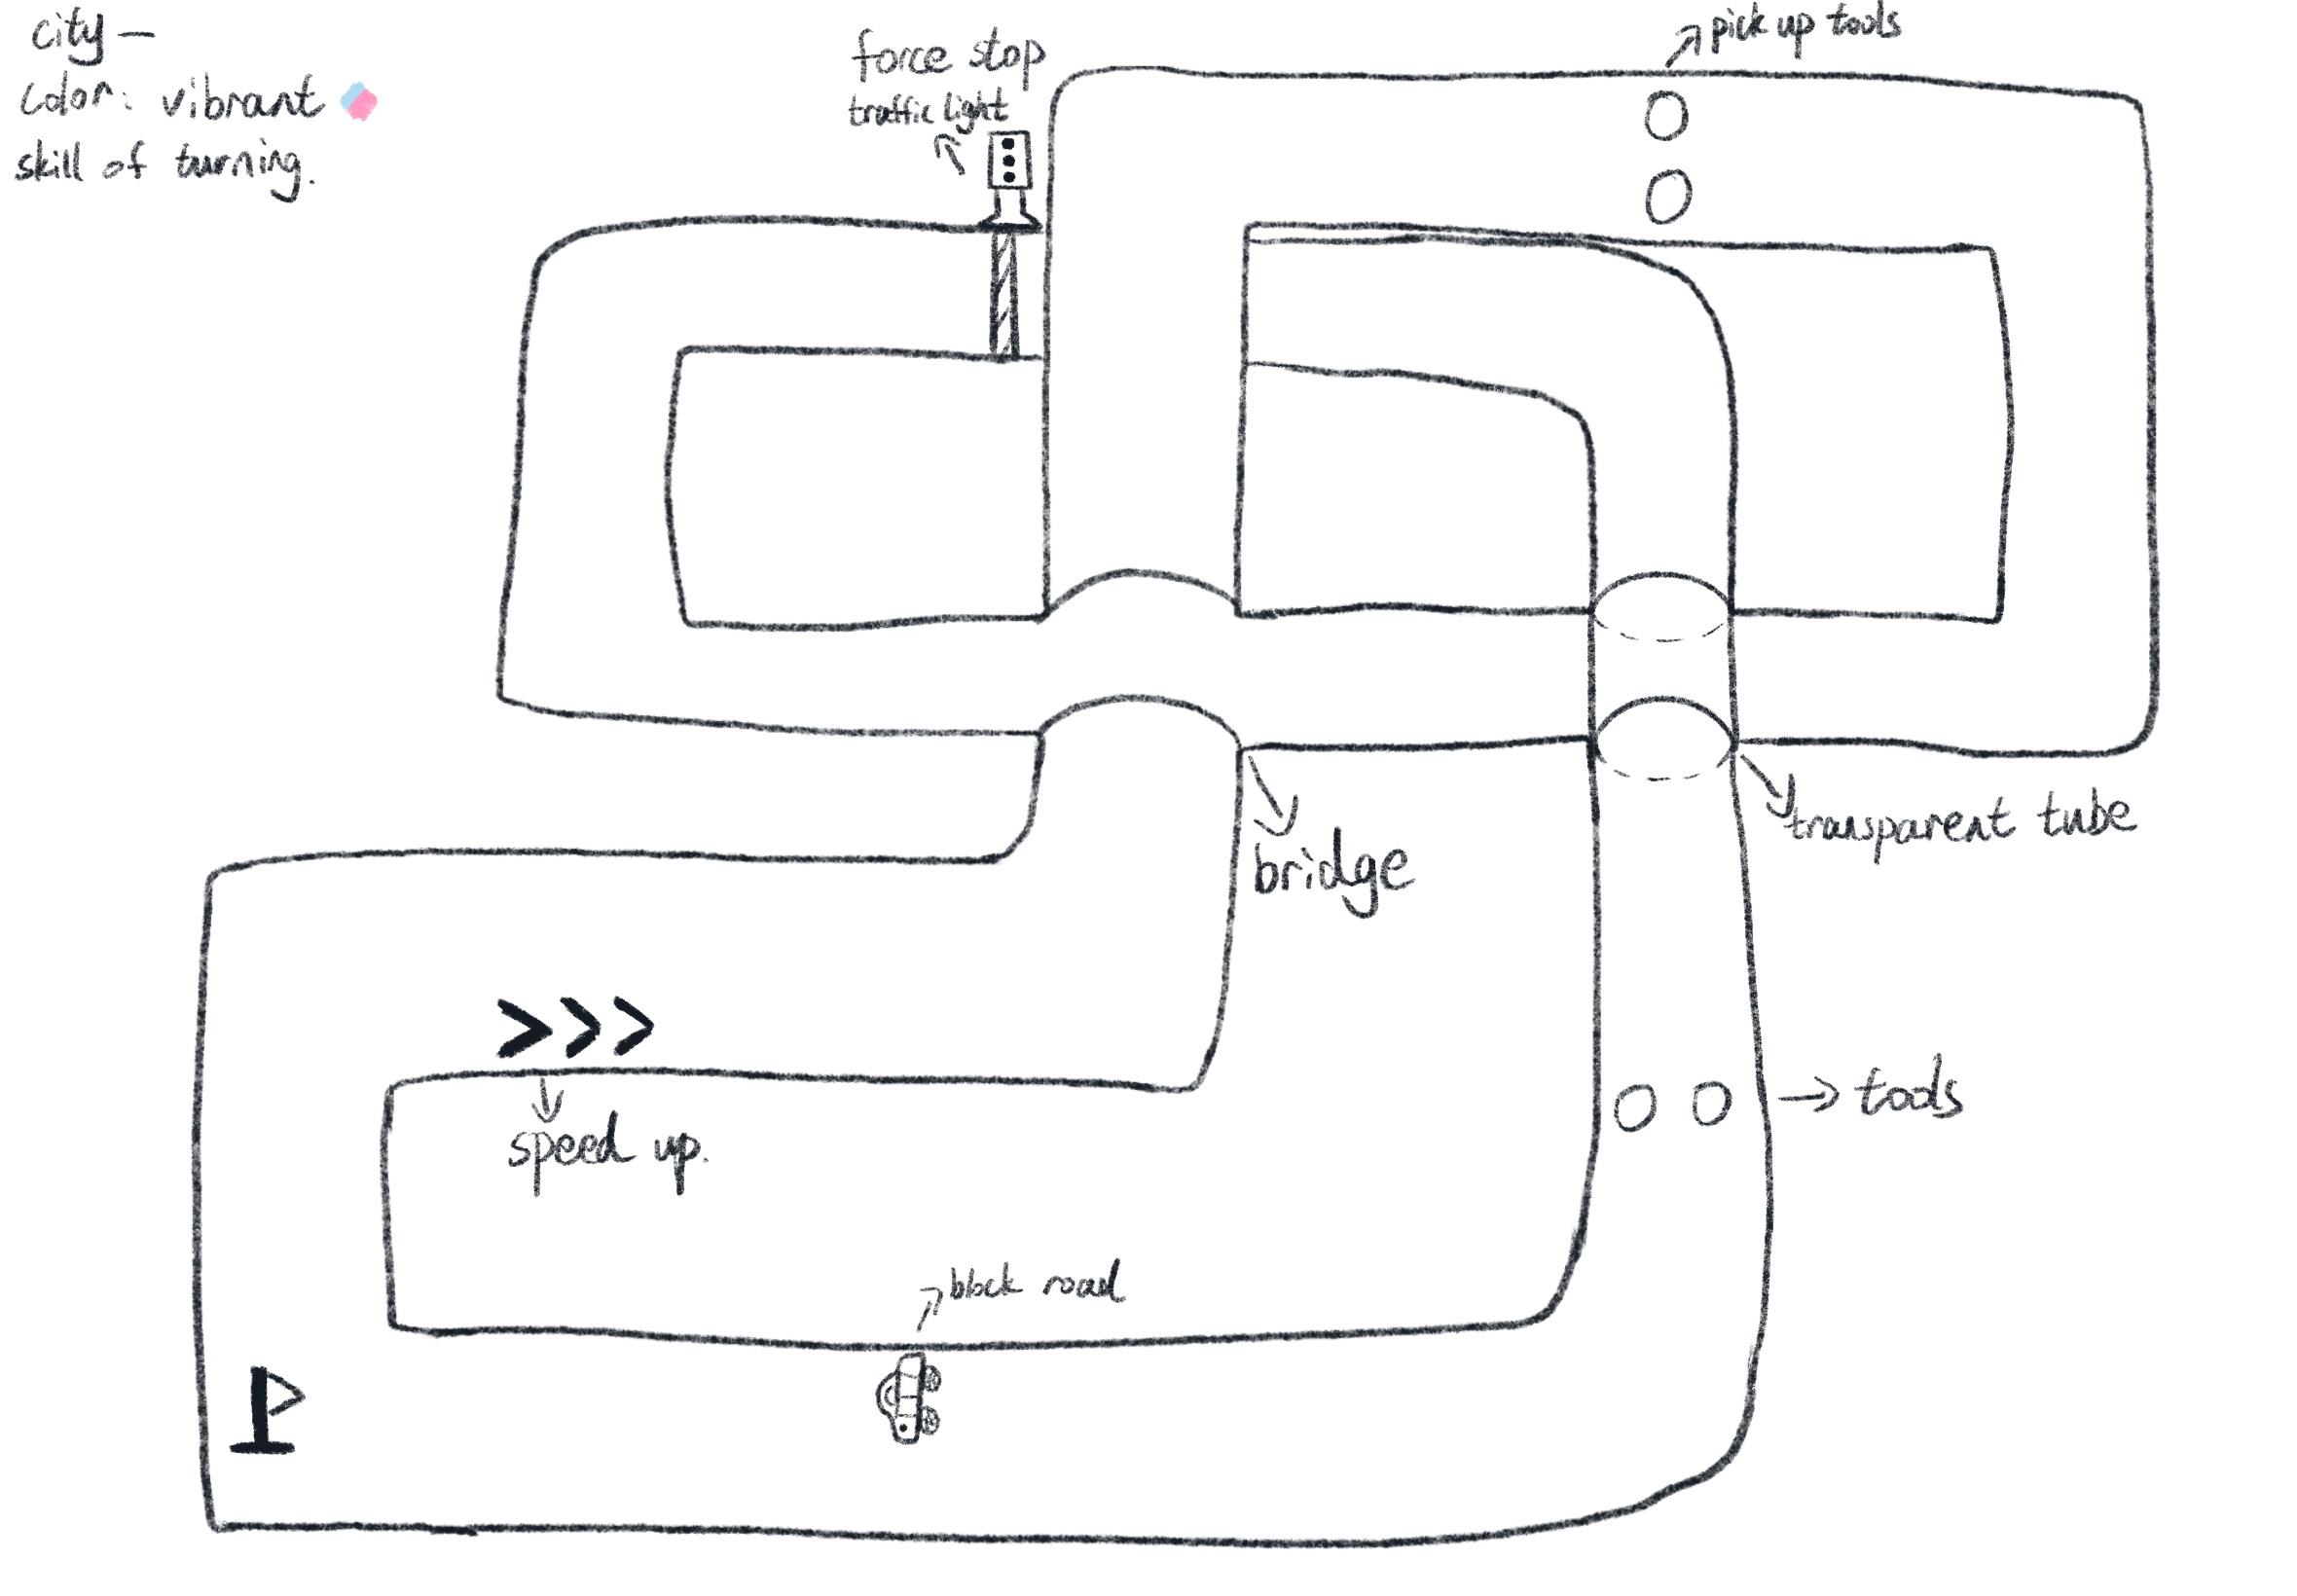 city —
color: vibrant
skill of turning.
force stop
traffic light
pick up tools
bridge
transparent tube
speed up.
tools
block road